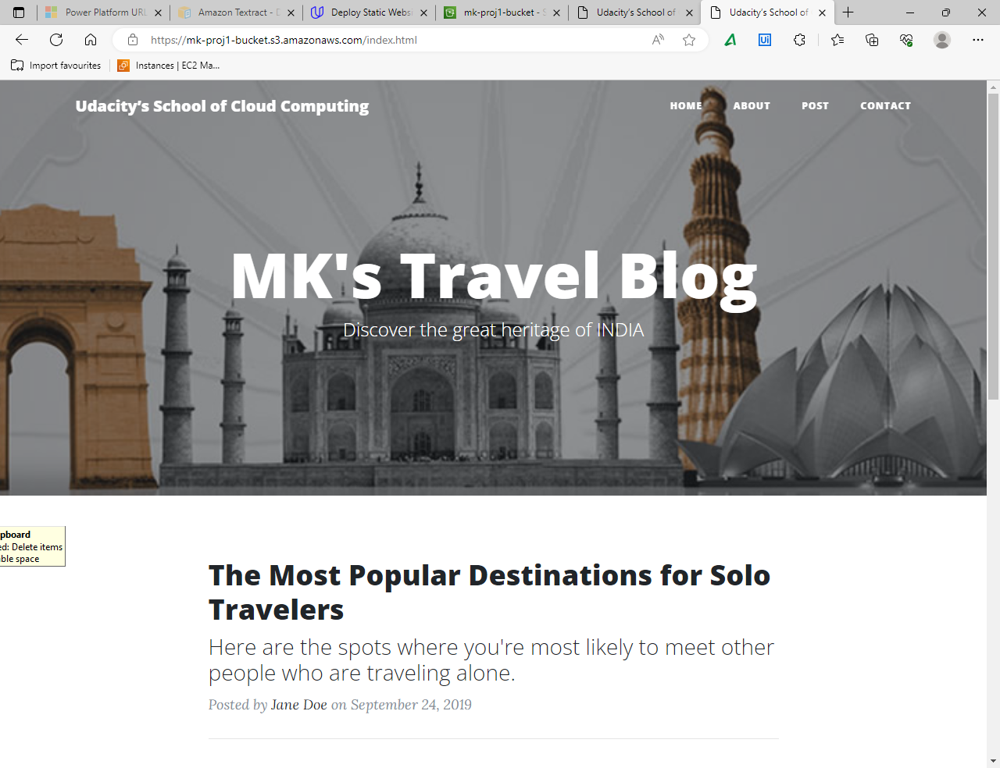 Power Platform URL
Amazon Textract - D
Deploy Static Websi
mk-proj1-bucket - S
Udacity's School of
Udacity's School of
https://mk-proj1-bucket.s3.amazonaws.com/index.html
Import favourites
Instances | EC2 Ma...
Udacity's School of Cloud Computing
HOME
ABOUT
POST
CONTACT
MK's Travel Blog
Discover the great heritage of INDIA
pboard
ed: Delete items
able space
The Most Popular Destinations for Solo
Travelers
Here are the spots where you're most likely to meet other
people who are traveling alone.
Posted by Jane Doe on September 24, 2019